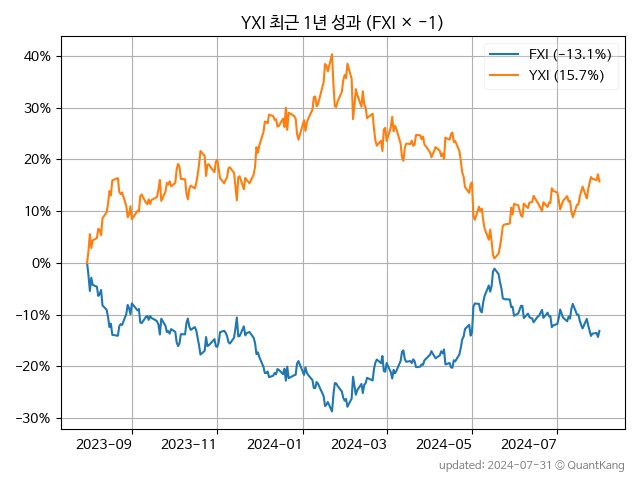 YXI 최근 1년 성과 (FXI × -1)
FXI (-13.1%)
YXI (15.7%)
40%
30%
20%
10%
0%
-10%
-20%
-30%
2023-09 2023-11 2024-01 2024-03 2024-05 2024-07
updated: 2024-07-31 © QuantKang